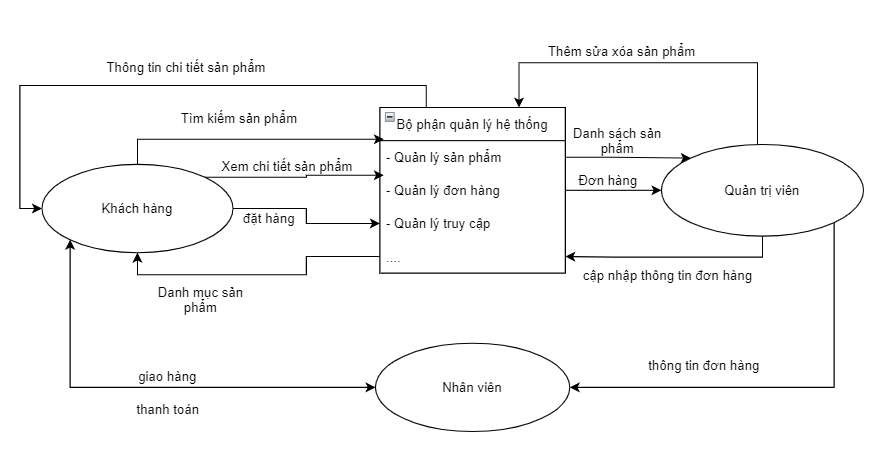 Thêm sửa xóa sản phẩm
Thông tin chi tiết sản phẩm
Tìm kiếm sản phẩm
Bộ phận quản lý hệ thống
Danh sách sản
phẩm
- Quản lý sản phẩm
Xem chi tiết sản phẩm
Đơn hàng
- Quản lý đơn hàng
Quản trị viên
Khách hàng
đặt hàng
- Quản lý truy cập
....
cập nhập thông tin đơn hàng
Danh mục sản
phẩm
thông tin đơn hàng
giao hàng
Nhân viên
thanh toán